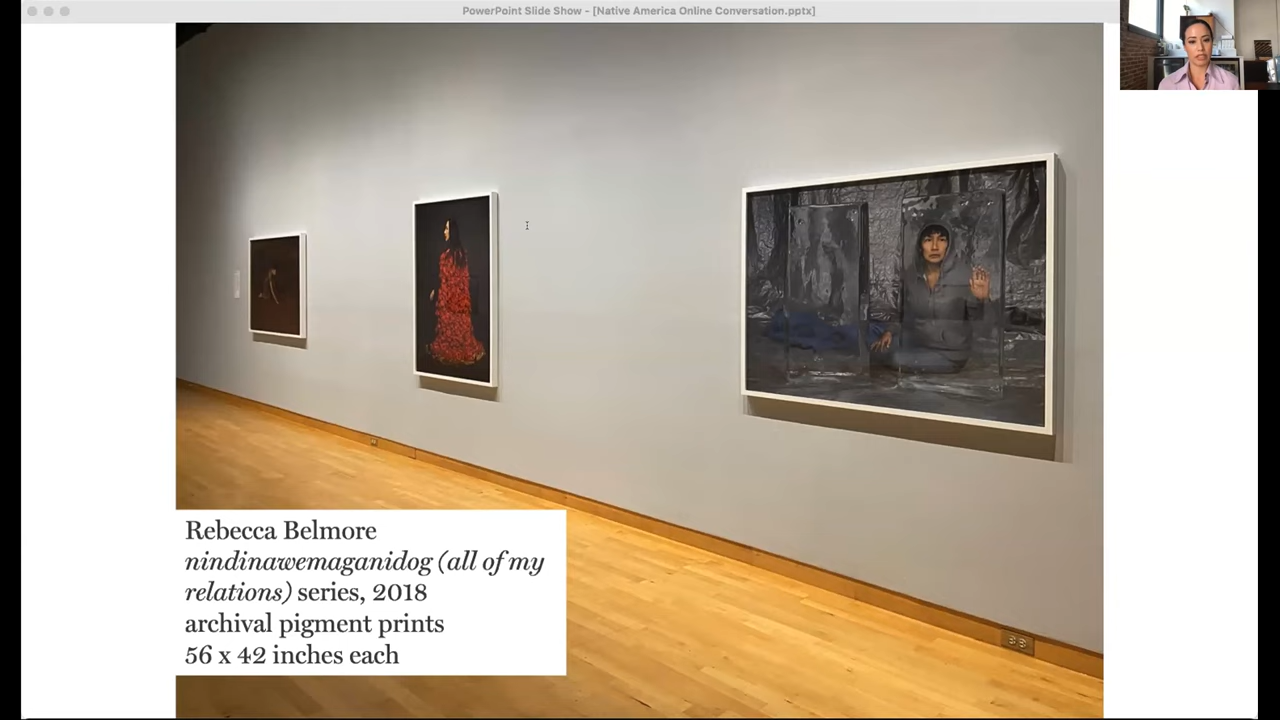 PowerPoint Slide Show - [Native America Online Conversation.pptx]
Rebecca Belmore
nindinawemaganidog (all of my
relations) series, 2018
archival pigment prints
56 x 42 inches each